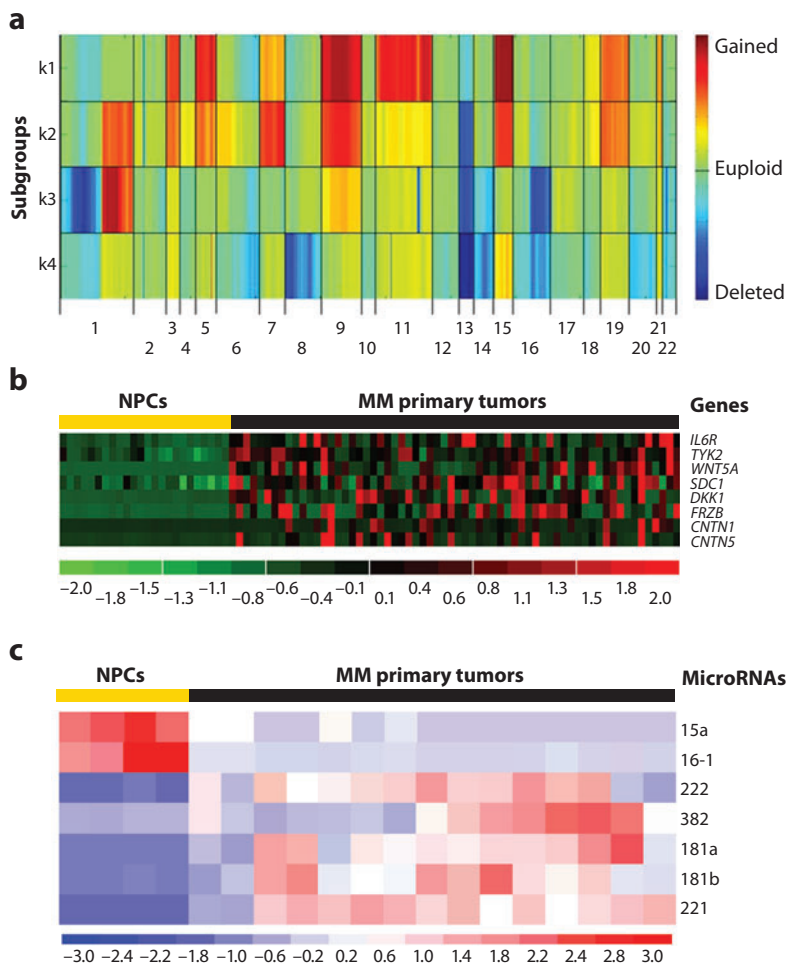 a
Gained
Euploid
Deleted
Subgroups
k1
k2
k3
k4
1 3 5 7 9 11 13 15 17 19 21
2 4 6 8 10 12 14 16 18 20 22
b
NPCs MM primary tumors Genes
IL6R
TYK2
WNT5A
SDC1
DKK1
FRZB
CNTN1
CNTN5
−2.0 −1.5 −1.1 −0.6 −0.1 0.4 0.8 1.3 1.8
−1.8 −1.3 −0.8 −0.4 0.1 0.6 1.1 1.5 2.0
c
NPCs MM primary tumors MicroRNAs
15a
16-1
222
382
181a
181b
221
−3.0 −2.4 −2.2 −1.8 −1.0 −0.6 −0.2 0.2 0.6 1.0 1.4 1.8 2.2 2.4 2.8 3.0